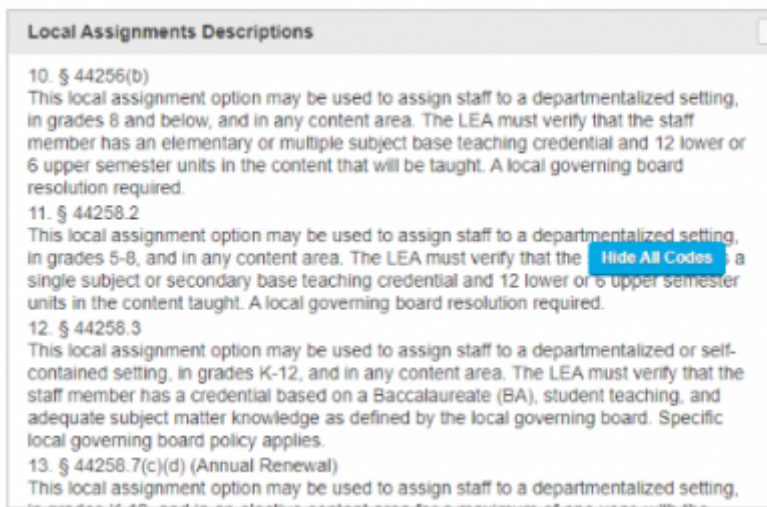 Local Assignments Descriptions
10. § 44256(b)
This local assignment option may be used to assign staff to a departmentalized setting,
in grades 8 and below, and in any content area. The LEA must verify that the staff
member has an elementary or multiple subject base teaching credential and 12 lower or
6 upper semester units in the content that will be taught. A local governing board
resolution required.
11. § 44258.2
This local assignment option may be used to assign staff to a departmentalized setting,
in grades 5-8, and in any content area. The LEA must verify that the Hide All Codes a
single subject or secondary base teaching credential and 12 lower or 6 upper semester
units in the content taught. A local governing board resolution required.
12. § 44258.3
This local assignment option may be used to assign staff to a departmentalized or self-
contained setting, in grades K-12, and in any content area. The LEA must verify that the
staff member has a credential based on a Baccalaureate (BA), student teaching, and
adequate subject matter knowledge as defined by the local governing board. Specific
local governing board policy applies.
13. § 44258.7(c)(d) (Annual Renewal)
This local assignment option may be used to assign staff to a departmentalized setting,